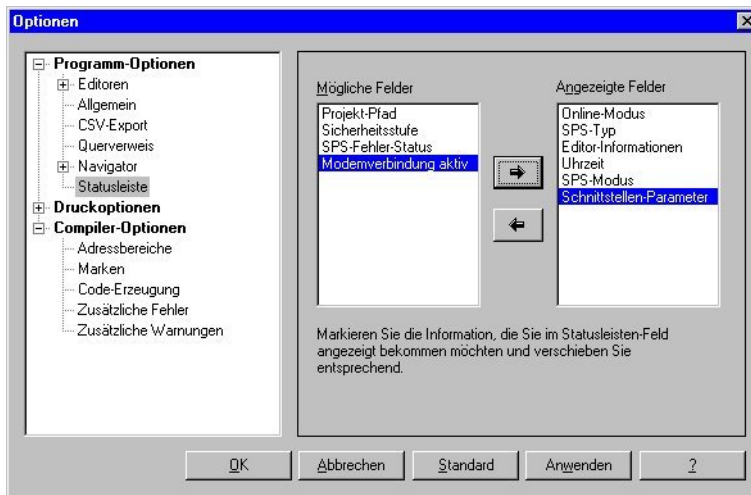 Optionen
Programm-Optionen
Editoren
Allgemein
CSV-Export
Querverweis
Navigator
Statusleiste
Druckoptionen
Compiler-Optionen
Adressbereiche
Marken
Code-Erzeugung
Zusätzliche Fehler
Zusätzliche Warnungen
Mögliche Felder
Projekt-Pfad
Sicherheitsstufe
SPS-Fehler-Status
Modemverbindung aktiv
Angezeigte Felder
Online-Modus
SPS-Typ
Editor-Informationen
Uhrzeit
SPS-Modus
Schnittstellen-Parameter
Markieren Sie die Information, die Sie im Statusleisten-Feld
angezeigt bekommen möchten und verschieben Sie
entsprechend.
OK
Abbrechen
Standard
Anwenden
?